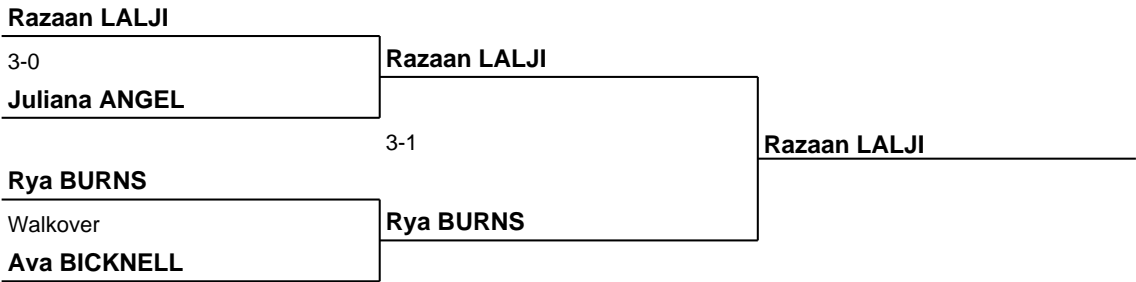 Razaan LALJI
3-0
Razaan LALJI
Juliana ANGEL
3-1
Razaan LALJI
Rya BURNS
Walkover
Rya BURNS
Ava BICKNELL